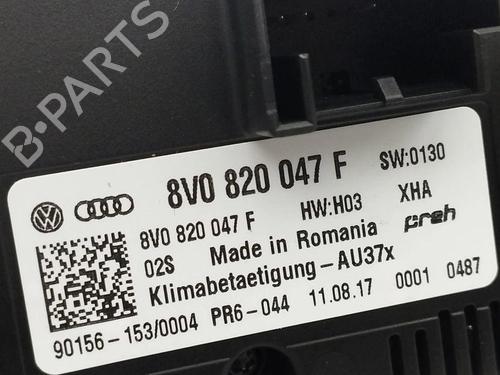 B-PARTS
8V0 820 047 F SW:0130
8V0 820 047 F HW:H03 XHA
02S Made in Romania preh
Klimabetaetigung-AU37x
90156-153/0004 PR6-044 11.08.17 0001 0487